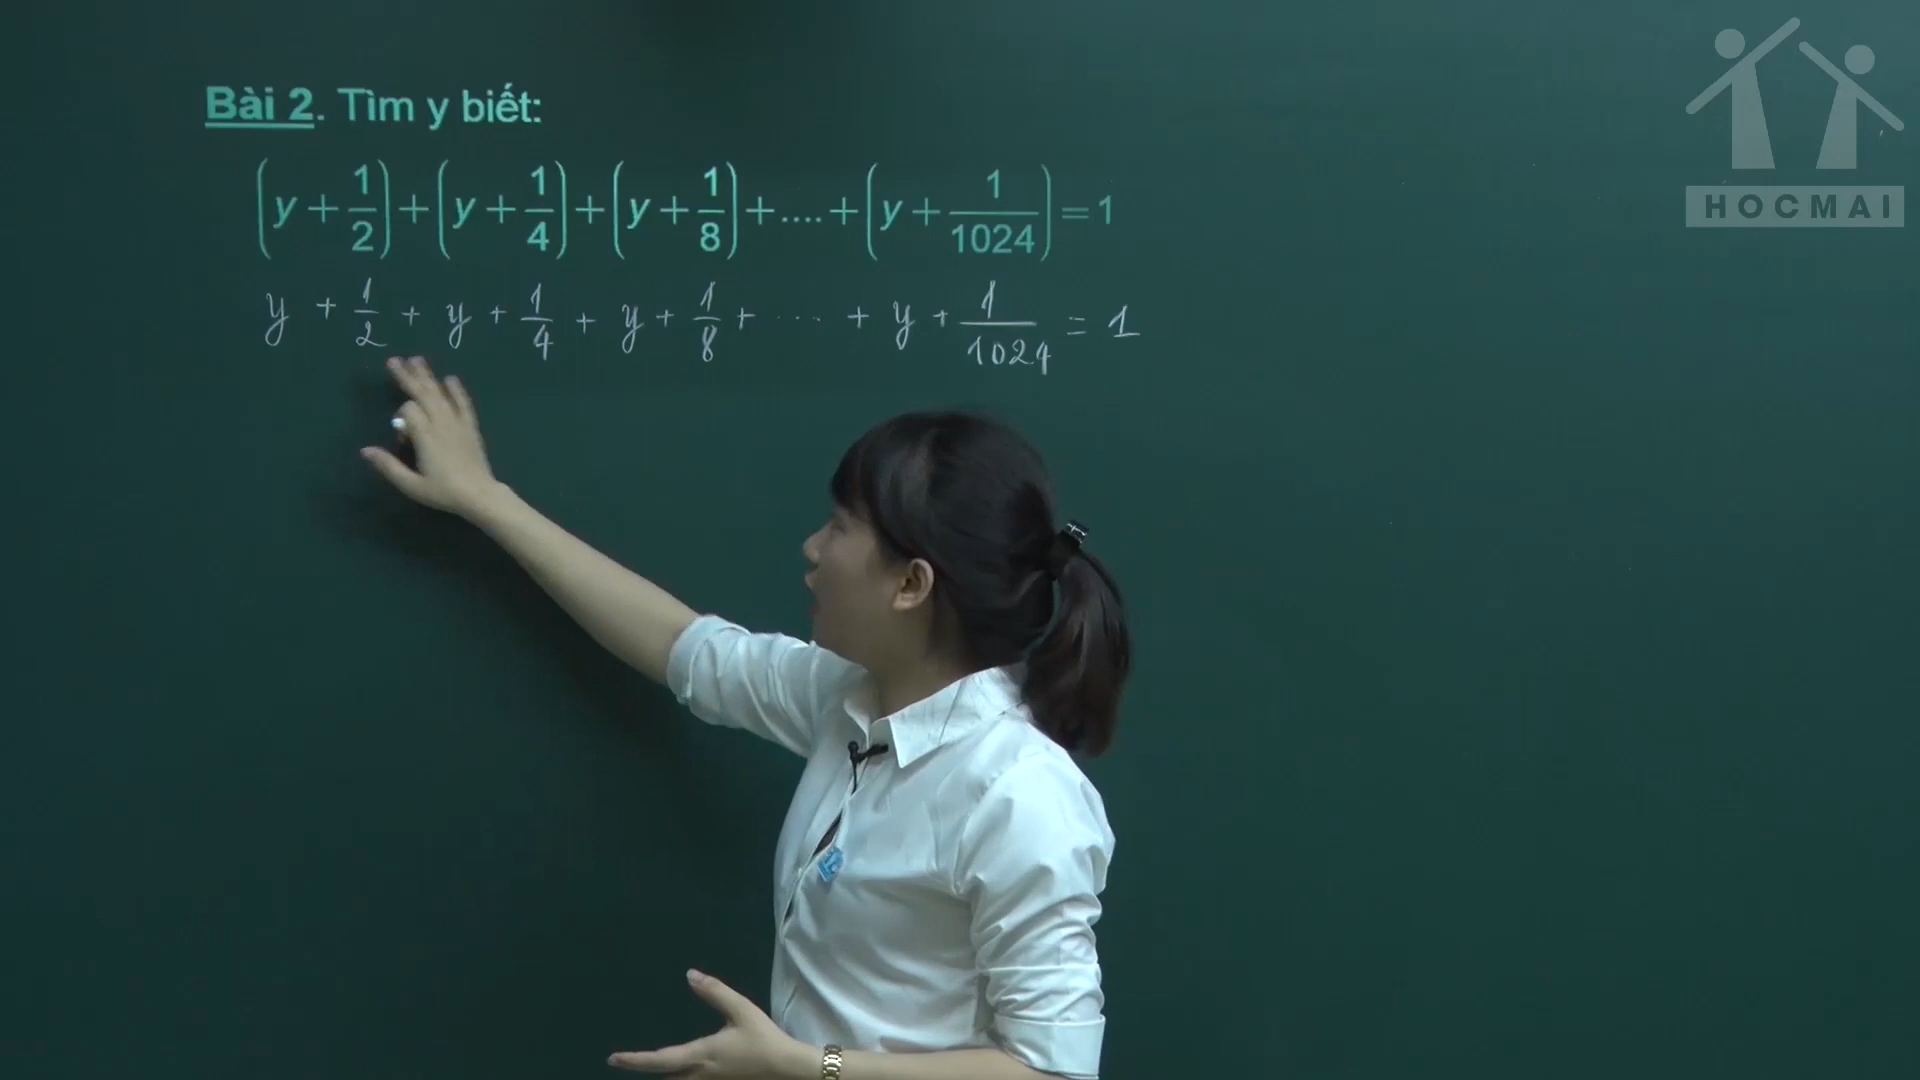 HOCMAI
Bài 2. Tìm y biết:
(y + 1/2) + (y + 1/4) + (y + 1/8) + .... + (y + 1/1024) = 1
y + 1/2 + y + 1/4 + y + 1/8 + ..... + y + 1/1024 = 1